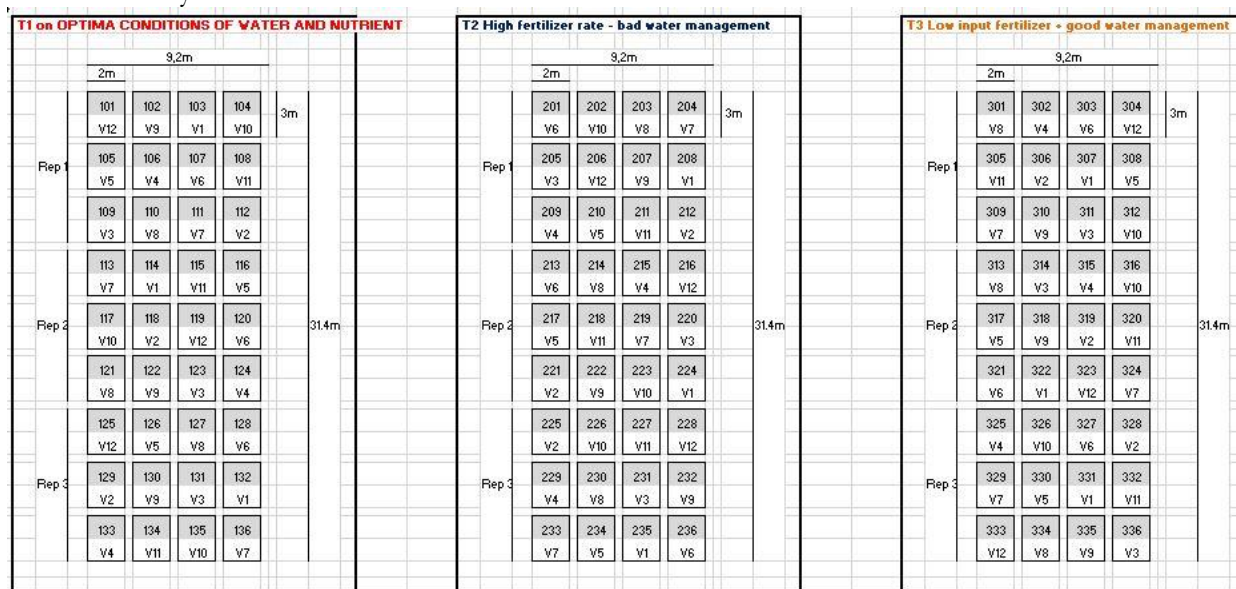 T1 on OPTIMA CONDITIONS OF WATER AND NUTRIENT
9,2m
2m
101 102 103 104
3m
V12 V9 V1 V10
Rep 1
105 106 107 108
V5 V4 V6 V11
109 110 111 112
V3 V8 V7 V2
113 114 115 116
V7 V1 V11 V5
Rep 2
117 118 119 120
31.4m
V10 V2 V12 V6
121 122 123 124
V8 V9 V3 V4
125 126 127 128
V12 V5 V8 V6
Rep 3
129 130 131 132
V2 V9 V3 V1
133 134 135 136
V4 V11 V10 V7
T2 High fertilizer rate - bad water management
9,2m
2m
201 202 203 204
3m
V6 V10 V8 V7
Rep 1
205 206 207 208
V3 V12 V9 V1
209 210 211 212
V4 V5 V11 V2
213 214 215 216
V6 V8 V4 V12
Rep 2
217 218 219 220
31.4m
V5 V11 V7 V3
221 222 223 224
V2 V9 V10 V1
225 226 227 228
V2 V10 V11 V12
Rep 3
229 230 231 232
V4 V8 V3 V9
233 234 235 236
V7 V5 V1 V6
T3 Low input fertilizer + good water management
9,2m
2m
301 302 303 304
3m
V8 V4 V6 V12
Rep 1
305 306 307 308
V11 V2 V1 V5
309 310 311 312
V7 V9 V3 V10
313 314 315 316
V8 V3 V4 V10
Rep 2
317 318 319 320
31.4m
V5 V9 V2 V11
321 322 323 324
V6 V1 V12 V7
325 326 327 328
V4 V10 V6 V2
Rep 3
329 330 331 332
V7 V5 V1 V11
333 334 335 336
V12 V8 V9 V3